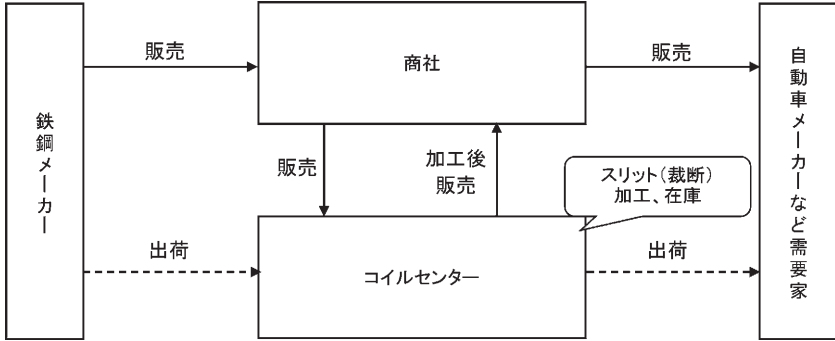 鉄鋼メーカー
販売
商社
販売
自動車メーカーなど需要家
販売
加工後
販売
スリット（裁断）
加工、在庫
出荷
コイルセンター
出荷